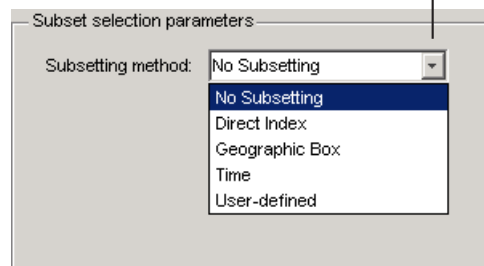 Subset selection parameters
Subsetting method: No Subsetting
No Subsetting
Direct Index
Geographic Box
Time
User-defined